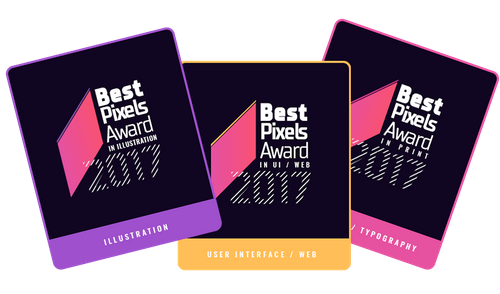 Best
Pixels
Award
IN ILLUSTRATION
2017
ILLUSTRATION
Best
Pixels
Award
IN UI / WEB
2017
USER INTERFACE / WEB
Best
Pixels
Award
IN PRINT
2017
/ TYPOGRAPHY